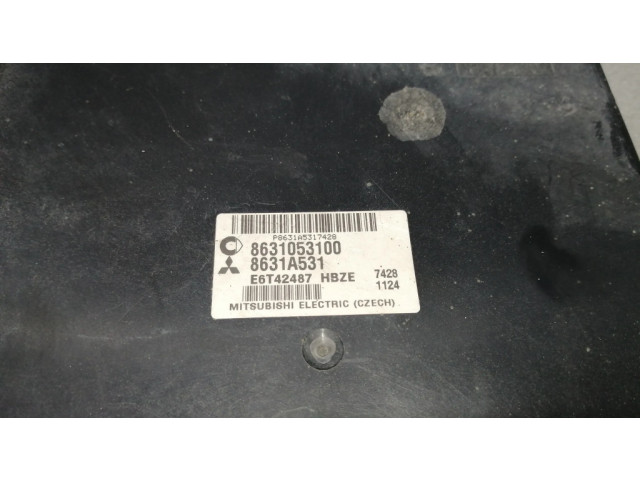 P8631A5317428
8631053100
8631A531
E6T42487 HBZE 7428
1124
MITSUBISHI ELECTRIC (CZECH)